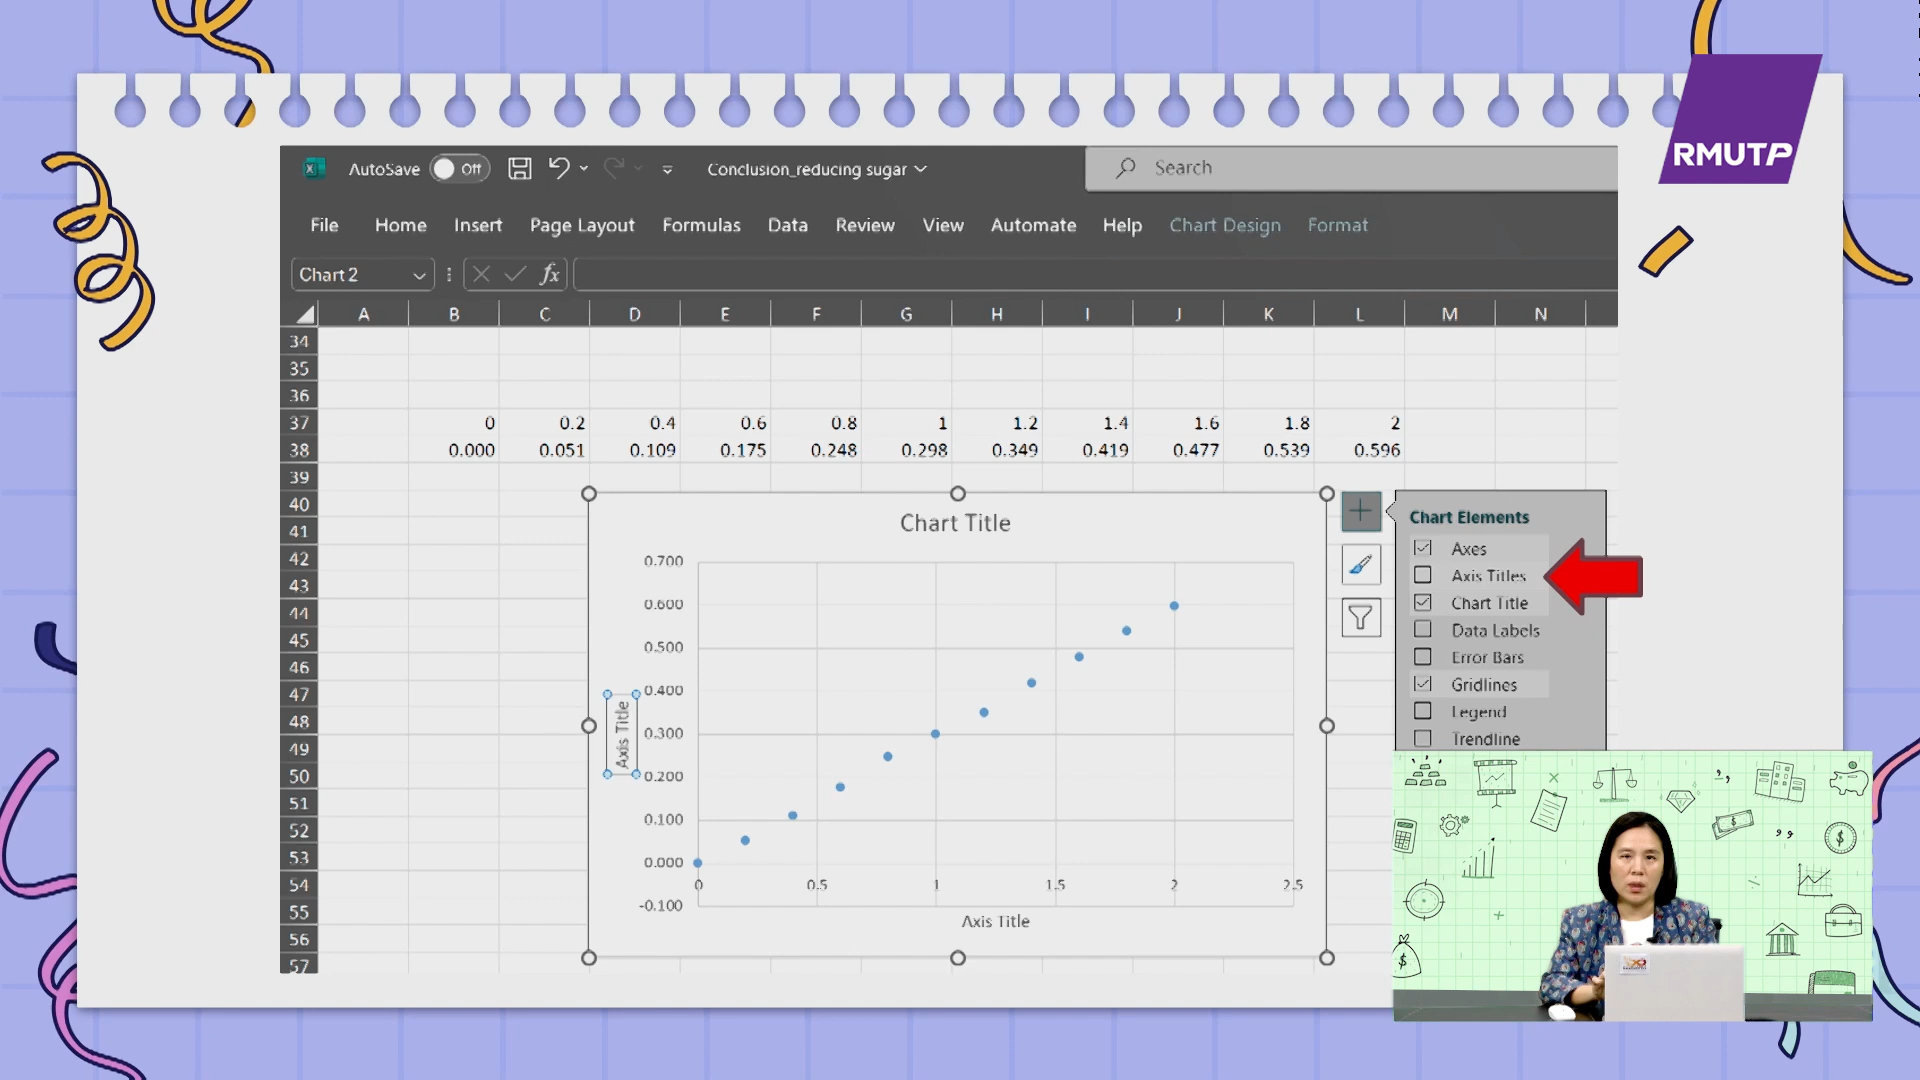 RMUTP
AutoSave Off Conclusion_reducing sugar Search
File Home Insert Page Layout Formulas Data Review View Automate Help Chart Design Format
Chart 2 fx
A B C D E F G H I J K L M N
34
35
36
37 0 0.2 0.4 0.6 0.8 1 1.2 1.4 1.6 1.8 2
38 0.000 0.051 0.109 0.175 0.248 0.298 0.349 0.419 0.477 0.539 0.596
39
40
41
42
43
44
45
46
47
48
49
50
51
52
53
54
55
56
57
Chart Title
0.700
0.600
0.500
0.400
0.300
0.200
0.100
0.000
-0.100
0 0.5 1 1.5 2 2.5
Axis Title
Axis Title
Chart Elements
Axes
Axis Titles
Chart Title
Data Labels
Error Bars
Gridlines
Legend
Trendline